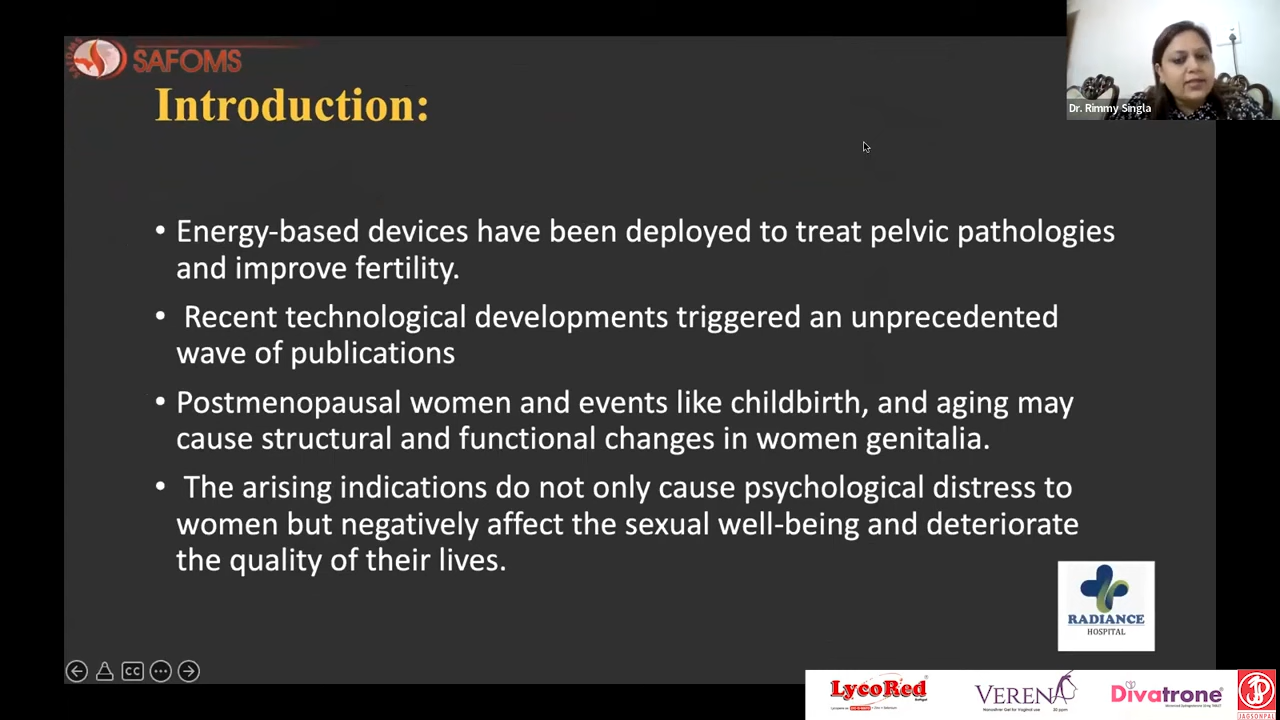 SAFOMS
Introduction:
Dr. Rimmy Singla
• Energy-based devices have been deployed to treat pelvic pathologies
and improve fertility.
• Recent technological developments triggered an unprecedented
wave of publications
• Postmenopausal women and events like childbirth, and aging may
cause structural and functional changes in women genitalia.
• The arising indications do not only cause psychological distress to
women but negatively affect the sexual well-being and deteriorate
the quality of their lives.
RADIANCE
HOSPITAL
CC
LycoRed
VERENA
Divatrone
JAGSONPAL